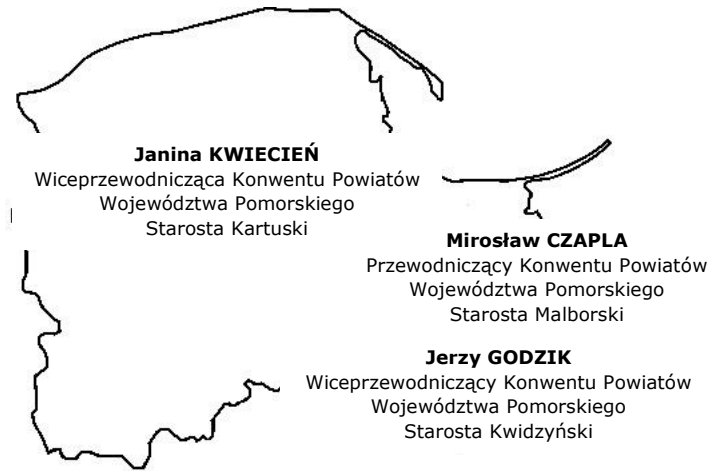 Janina KWIECIEŃ
Wiceprzewodnicząca Konwentu Powiatów
Województwa Pomorskiego
Starosta Kartuski
Mirosław CZAPLA
Przewodniczący Konwentu Powiatów
Województwa Pomorskiego
Starosta Malborski
Jerzy GODZIK
Wiceprzewodniczący Konwentu Powiatów
Województwa Pomorskiego
Starosta Kwidzyński